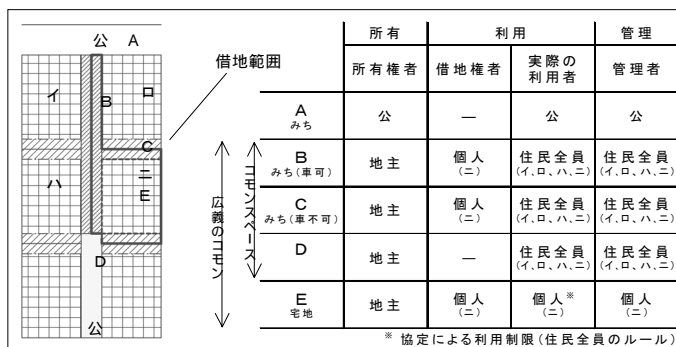 公 A
借地範囲
イ
B
ロ
C
ハ
ニ
E
D
公
広義のコモン
コモンスペース
所有 利用 管理
所有権者 借地権者 実際の利用者 管理者
A みち 公 — 公 公
B みち(車可) 地主 個人(ニ) 住民全員(イ、ロ、ハ、ニ) 住民全員(イ、ロ、ハ、ニ)
C みち(車不可) 地主 個人(ニ) 住民全員(イ、ロ、ハ、ニ) 住民全員(イ、ロ、ハ、ニ)
D 地主 — 住民全員(イ、ロ、ハ、ニ) 住民全員(イ、ロ、ハ、ニ)
E 宅地 地主 個人(ニ) 個人※(ニ) 個人(ニ)
※ 協定による利用制限(住民全員のルール)